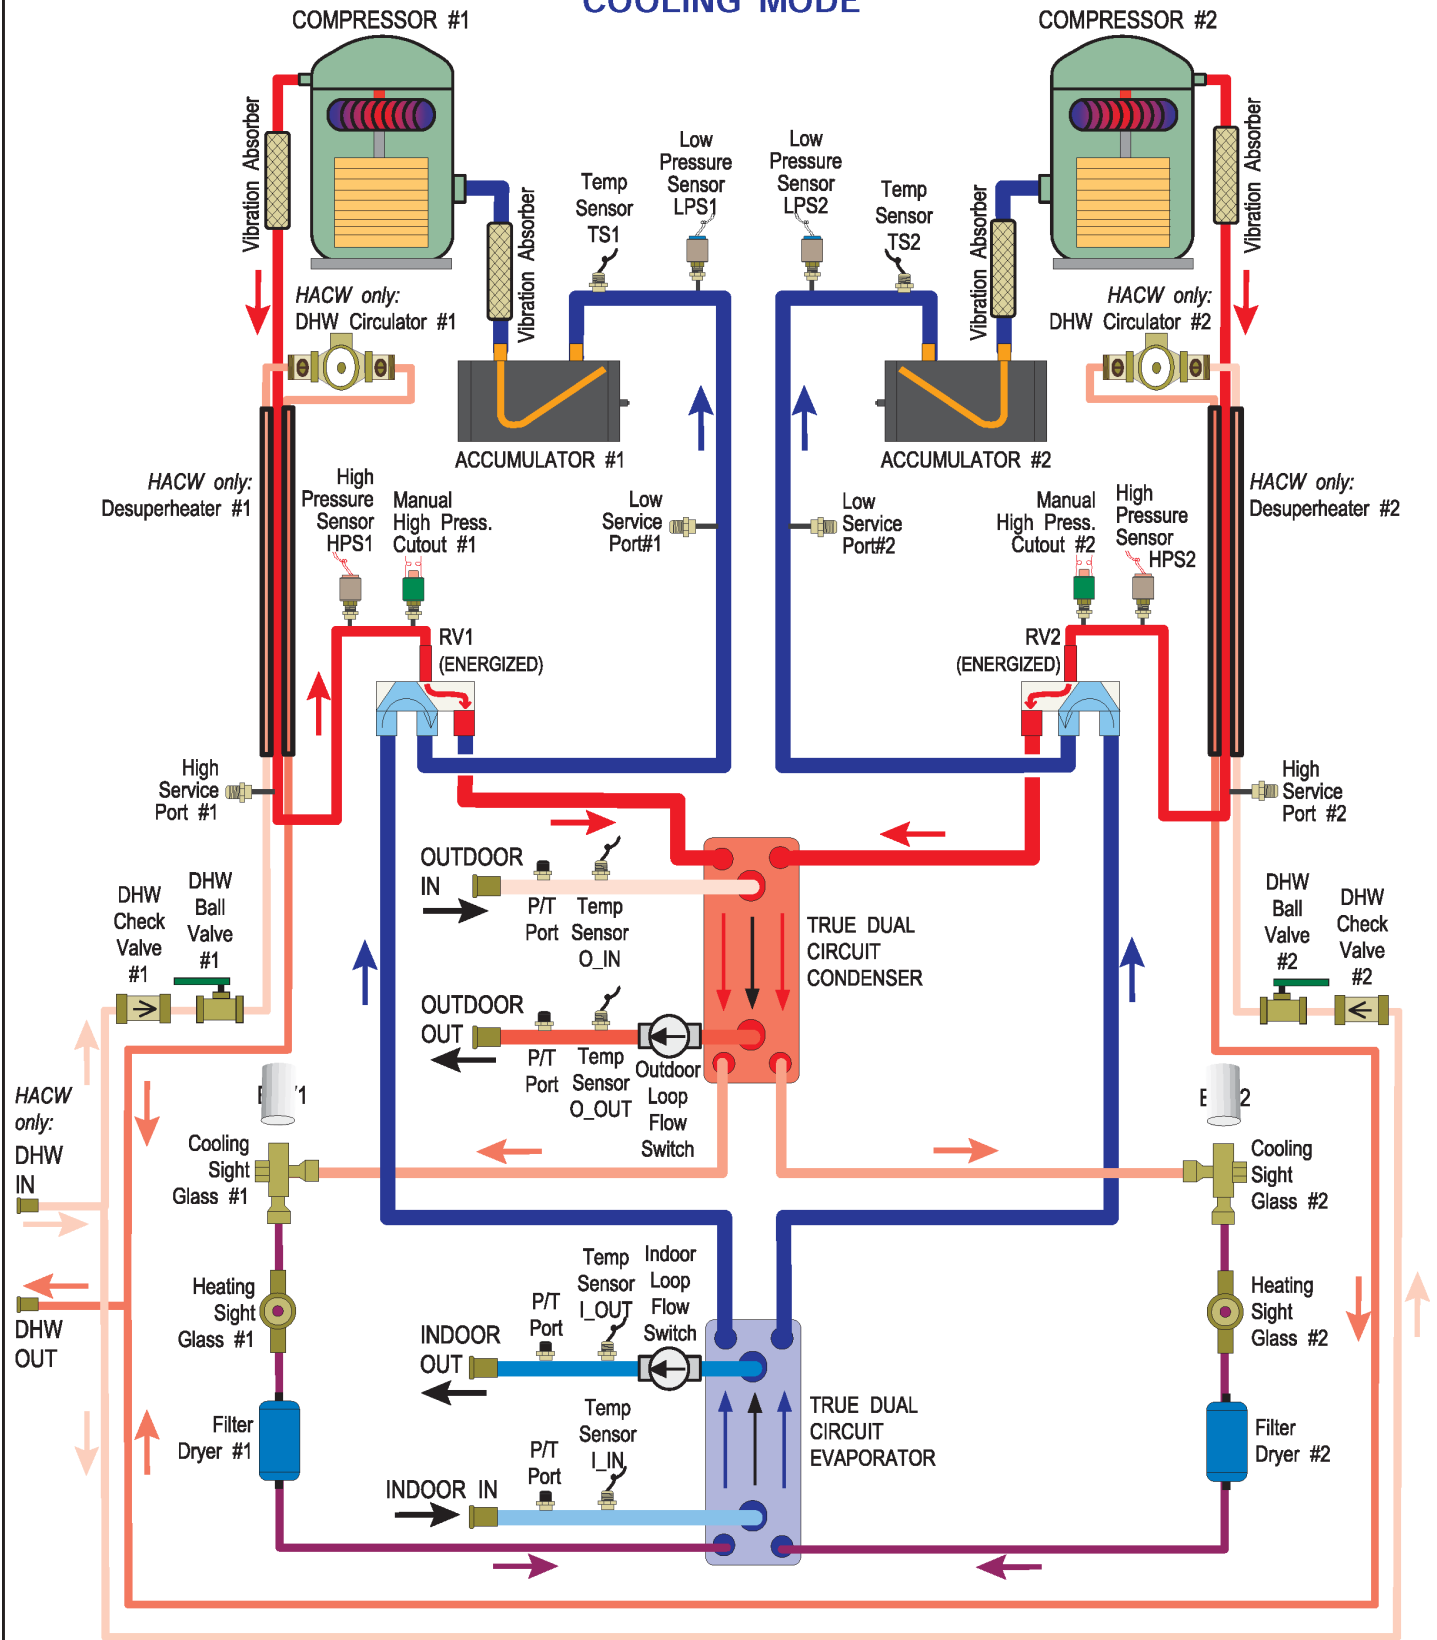 COOLING MODE
COMPRESSOR #1
COMPRESSOR #2
Vibration Absorber
Vibration Absorber
Temp
Sensor
TS1
Low
Pressure
Sensor
LPS1
Low
Pressure
Sensor
LPS2
Temp
Sensor
TS2
Vibration Absorber
Vibration Absorber
HACW only:
DHW Circulator #1
HACW only:
DHW Circulator #2
ACCUMULATOR #1
ACCUMULATOR #2
HACW only:
Desuperheater #1
High
Pressure
Sensor
HPS1
Manual
High Press.
Cutout #1
Low
Service
Port#1
Low
Service
Port#2
Manual
High Press.
Cutout #2
High
Pressure
Sensor
HPS2
HACW only:
Desuperheater #2
RV1
(ENERGIZED)
RV2
(ENERGIZED)
High
Service
Port #1
High
Service
Port #2
OUTDOOR
IN
P/T
Port
Temp
Sensor
O_IN
TRUE DUAL
CIRCUIT
CONDENSER
DHW
Check
Valve
#1
DHW
Ball
Valve
#1
DHW
Ball
Valve
#2
DHW
Check
Valve
#2
OUTDOOR
OUT
P/T
Port
Temp
Sensor
O_OUT
Outdoor
Loop
Flow
Switch
HACW
only:
DHW
IN
DHW
OUT
Cooling
Sight
Glass #1
Cooling
Sight
Glass #2
Heating
Sight
Glass #1
Heating
Sight
Glass #2
Filter
Dryer #1
Filter
Dryer #2
INDOOR
OUT
P/T
Port
Temp
Sensor
I_OUT
Indoor
Loop
Flow
Switch
TRUE DUAL
CIRCUIT
EVAPORATOR
INDOOR IN
P/T
Port
Temp
Sensor
I_IN